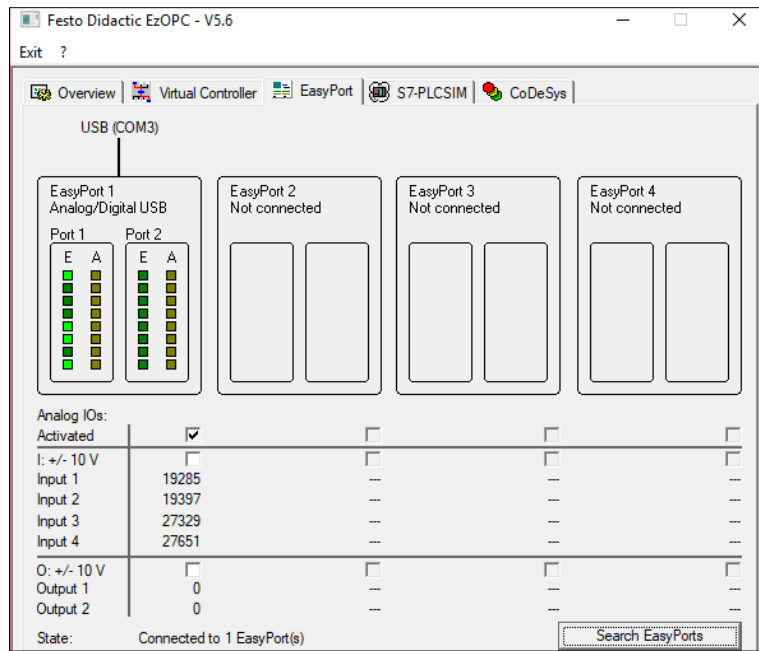 Festo Didactic EzOPC - V5.6
Exit ?
Overview Virtual Controller EasyPort S7-PLCSIM CoDeSys
USB (COM3)
EasyPort 1 EasyPort 2 EasyPort 3 EasyPort 4
Analog/Digital USB Not connected Not connected Not connected
Port 1 Port 2
E A E A
Analog IOs:
Activated
I: +/- 10 V
Input 1 19285 --- --- ---
Input 2 19397 --- --- ---
Input 3 27329 --- --- ---
Input 4 27651 --- --- ---
O: +/- 10 V
Output 1 0 --- --- ---
Output 2 0 --- --- ---
State: Connected to 1 EasyPort(s) Search EasyPorts